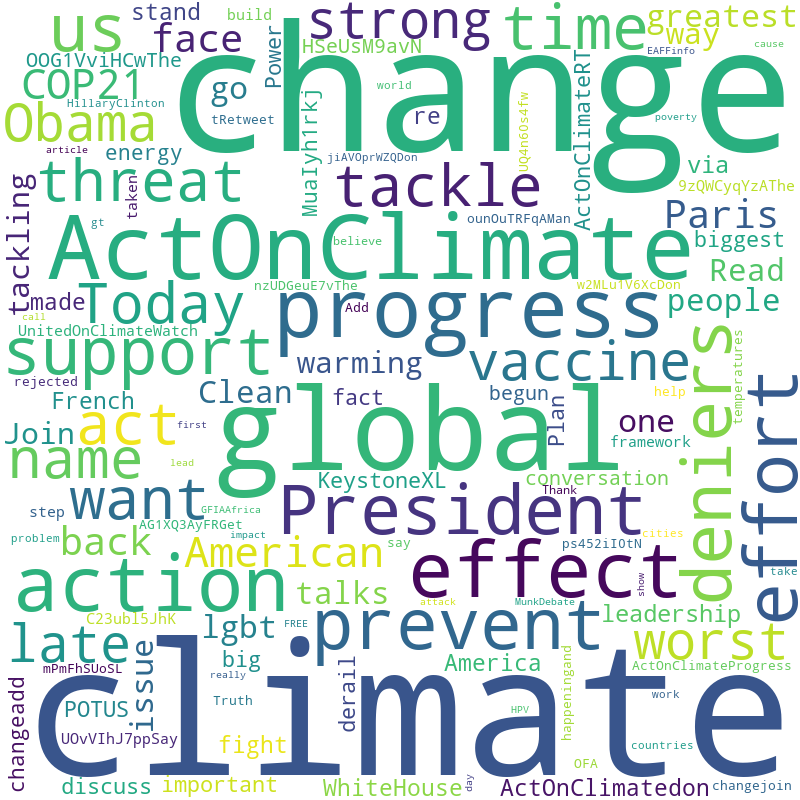 stand
build
strong
time
greatest
us
face
HSeUsM9avN
way
EAFFinfo
cause
OOG1VviHCwThe
Power
change
COP21
go
world
HillaryClinton
Obama
tRetweet
re
UQ4n6Os4fw
poverty
article
energy
MuaIyh1rkj
jiAVOprWZQDon
ActOnClimateRT
via
threat
tackle
9zQWCyqYzAThe
taken
tackling
gt
ActOnClimate
ounOuTRFqAMan
Paris
believe
biggest
Read
made
Today
nzUDGeuE7vThe
progress
w2MLu1V6XcDon
people
Add
call
UnitedOnClimateWatch
support
warming
vaccine
temperatures
rejected
French
Clean
fact
begun
help
deniers
effort
Join
act
first
global
Plan
one
framework
name
lead
KeystoneXL
conversation
want
President
Thank
step
GFIAAfrica
AG1XQ3AyFRGet
problem
back
impact
American
say
ps452iIOtN
cities
effect
take
action
talks
show
attack
MunkDebate
leadership
C23ubl5JhK
lgbt
FREE
prevent
worst
late
issue
big
really
America
ActOnClimateProgress
mPmFhSUoSL
derail
climate
happeningand
work
POTUS
Truth
HPV
UOvVIhJ7ppSay
fight
countries
changeadd
OFA
discuss
important
WhiteHouse
day
ActOnClimatedon
changejoin